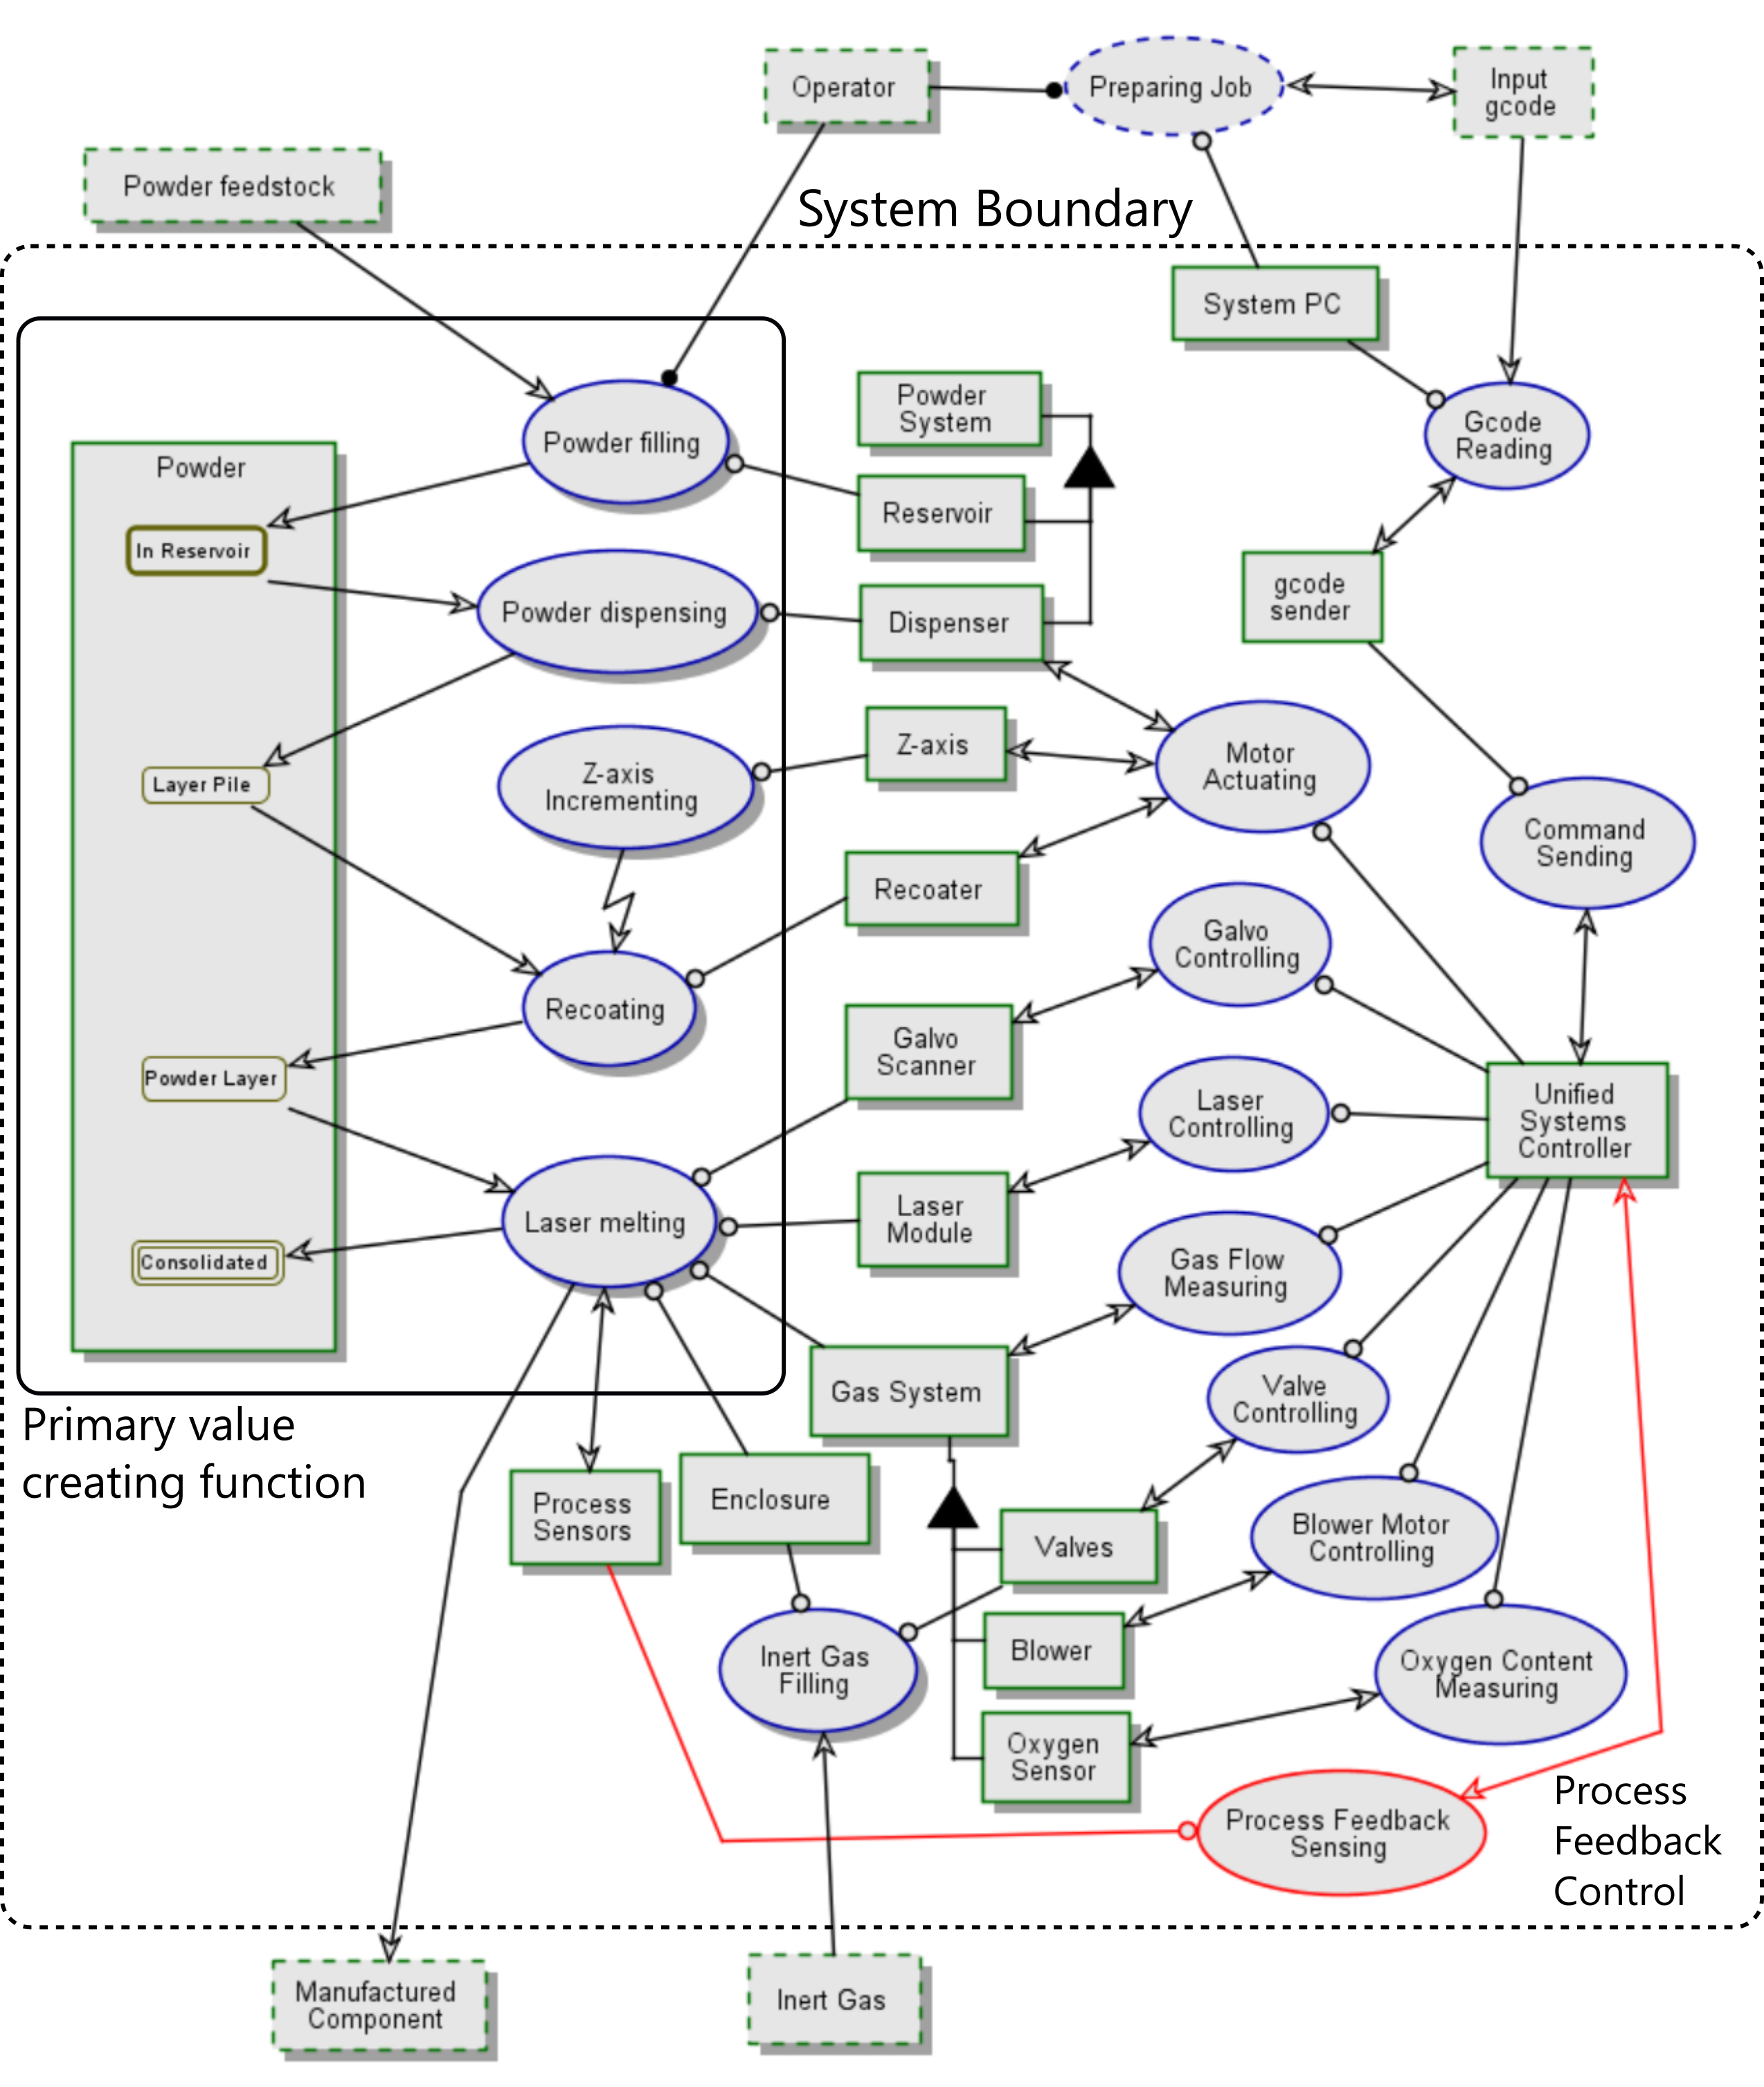 Operator
Preparing Job
Input
gcode
Powder feedstock
System Boundary
System PC
Powder
System
Gcode
Reading
Powder filling
Powder
Reservoir
In Reservoir
gcode
sender
Powder dispensing
Dispenser
Z-axis
Motor
Actuating
Z-axis
Incrementing
Layer Pile
Command
Sending
Recoater
Galvo
Controlling
Recoating
Galvo
Scanner
Powder Layer
Laser
Controlling
Unified
Systems
Controller
Laser melting
Laser
Module
Consolidated
Gas Flow
Measuring
Gas System
Valve
Controlling
Primary value
creating function
Process
Sensors
Enclosure
Valves
Blower Motor
Controlling
Inert Gas
Filling
Blower
Oxygen Content
Measuring
Oxygen
Sensor
Process Feedback
Sensing
Process
Feedback
Control
Manufactured
Component
Inert Gas